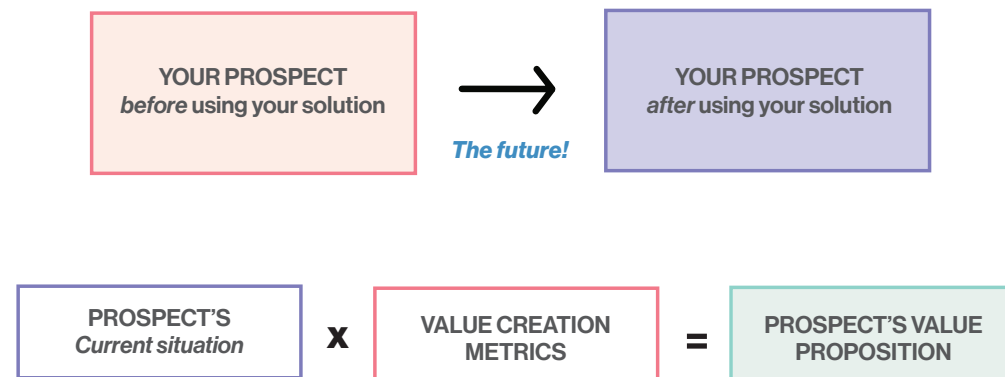 YOUR PROSPECT
before using your solution
The future!
YOUR PROSPECT
after using your solution
PROSPECT’S
Current situation
x
VALUE CREATION
METRICS
=
PROSPECT’S VALUE
PROPOSITION